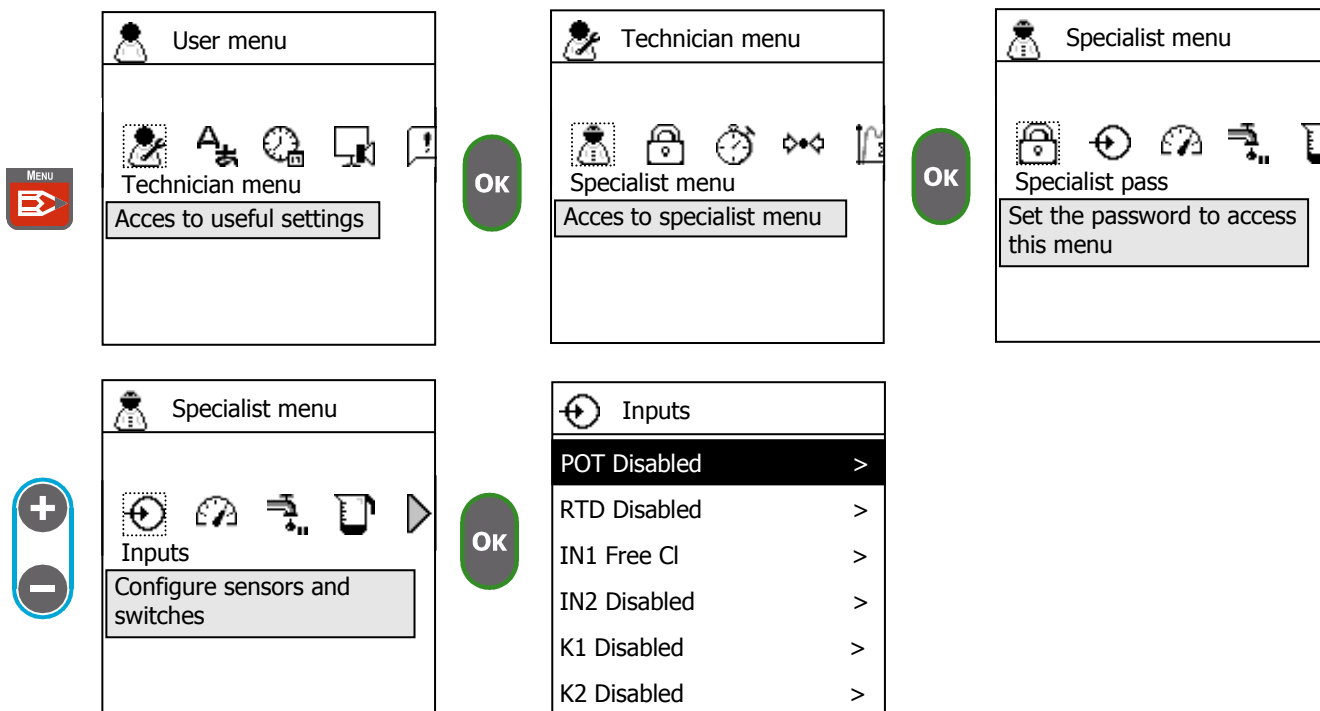 User menu
Technician menu
Acces to useful settings
MENU
OK
Technician menu
Specialist menu
Acces to specialist menu
OK
Specialist menu
Specialist pass
Set the password to access
this menu
Specialist menu
Inputs
Configure sensors and
switches
+
-
OK
Inputs
POT Disabled >
RTD Disabled >
IN1 Free Cl >
IN2 Disabled >
K1 Disabled >
K2 Disabled >